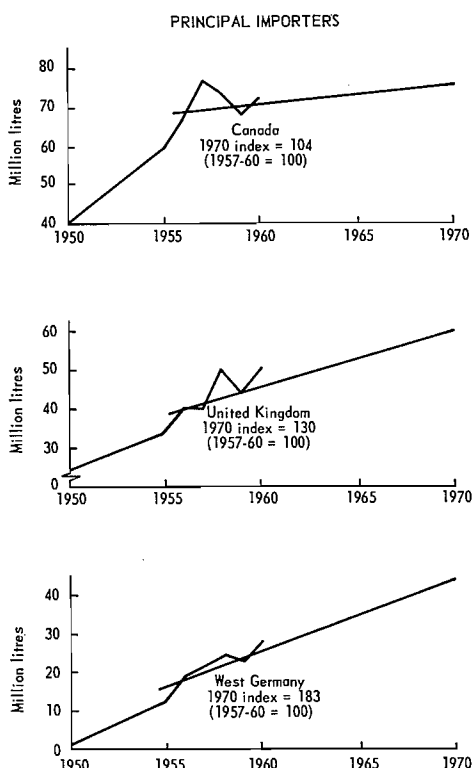 PRINCIPAL IMPORTERS
Million litres
80
70
60
50
40
Canada
1970 index = 104
(1957-60 = 100)
1950 1955 1960 1965 1970
Million litres
60
50
40
30
0
United Kingdom
1970 index = 130
(1957-60 = 100)
1950 1955 1960 1965 1970
Million litres
40
30
20
10
0
West Germany
1970 index = 183
(1957-60 = 100)
1950 1955 1960 1965 1970